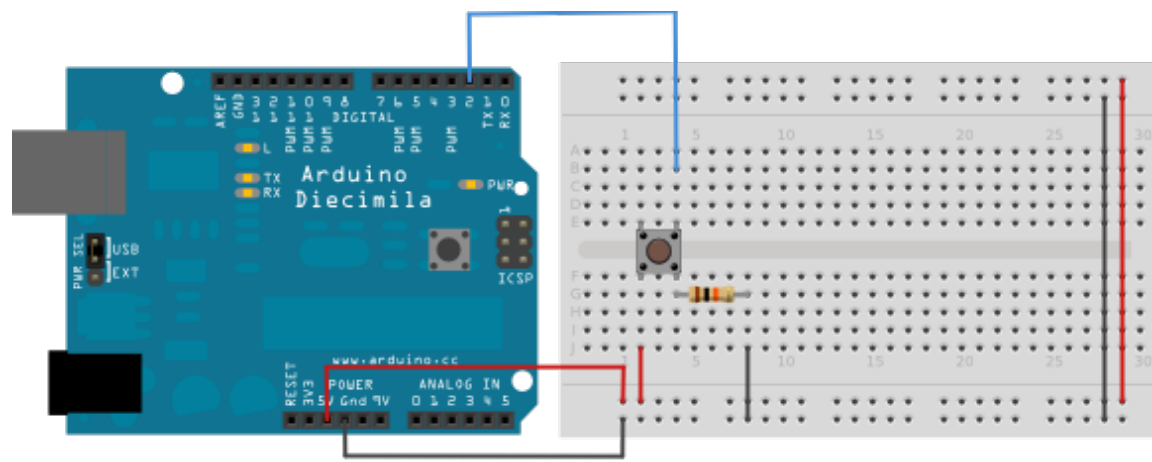 AREF
GND
13
12
11
10
9
8
7
6
5
4
3
2
TX 1
RX 0
PWM
PWM
PWM
PWM
PWM
PWM
DIGITAL
L
TX
RX
Arduino
Diecimila
PWR
1
ICSP
PWR SEL
USB
EXT
www.arduino.cc
POWER
ANALOG IN
RESET
3V3
5V
Gnd
9V
0 1 2 3 4 5
1 5 10 15 20 25 30
A
B
C
D
E
F
G
H
I
J
1 5 10 15 20 25 30